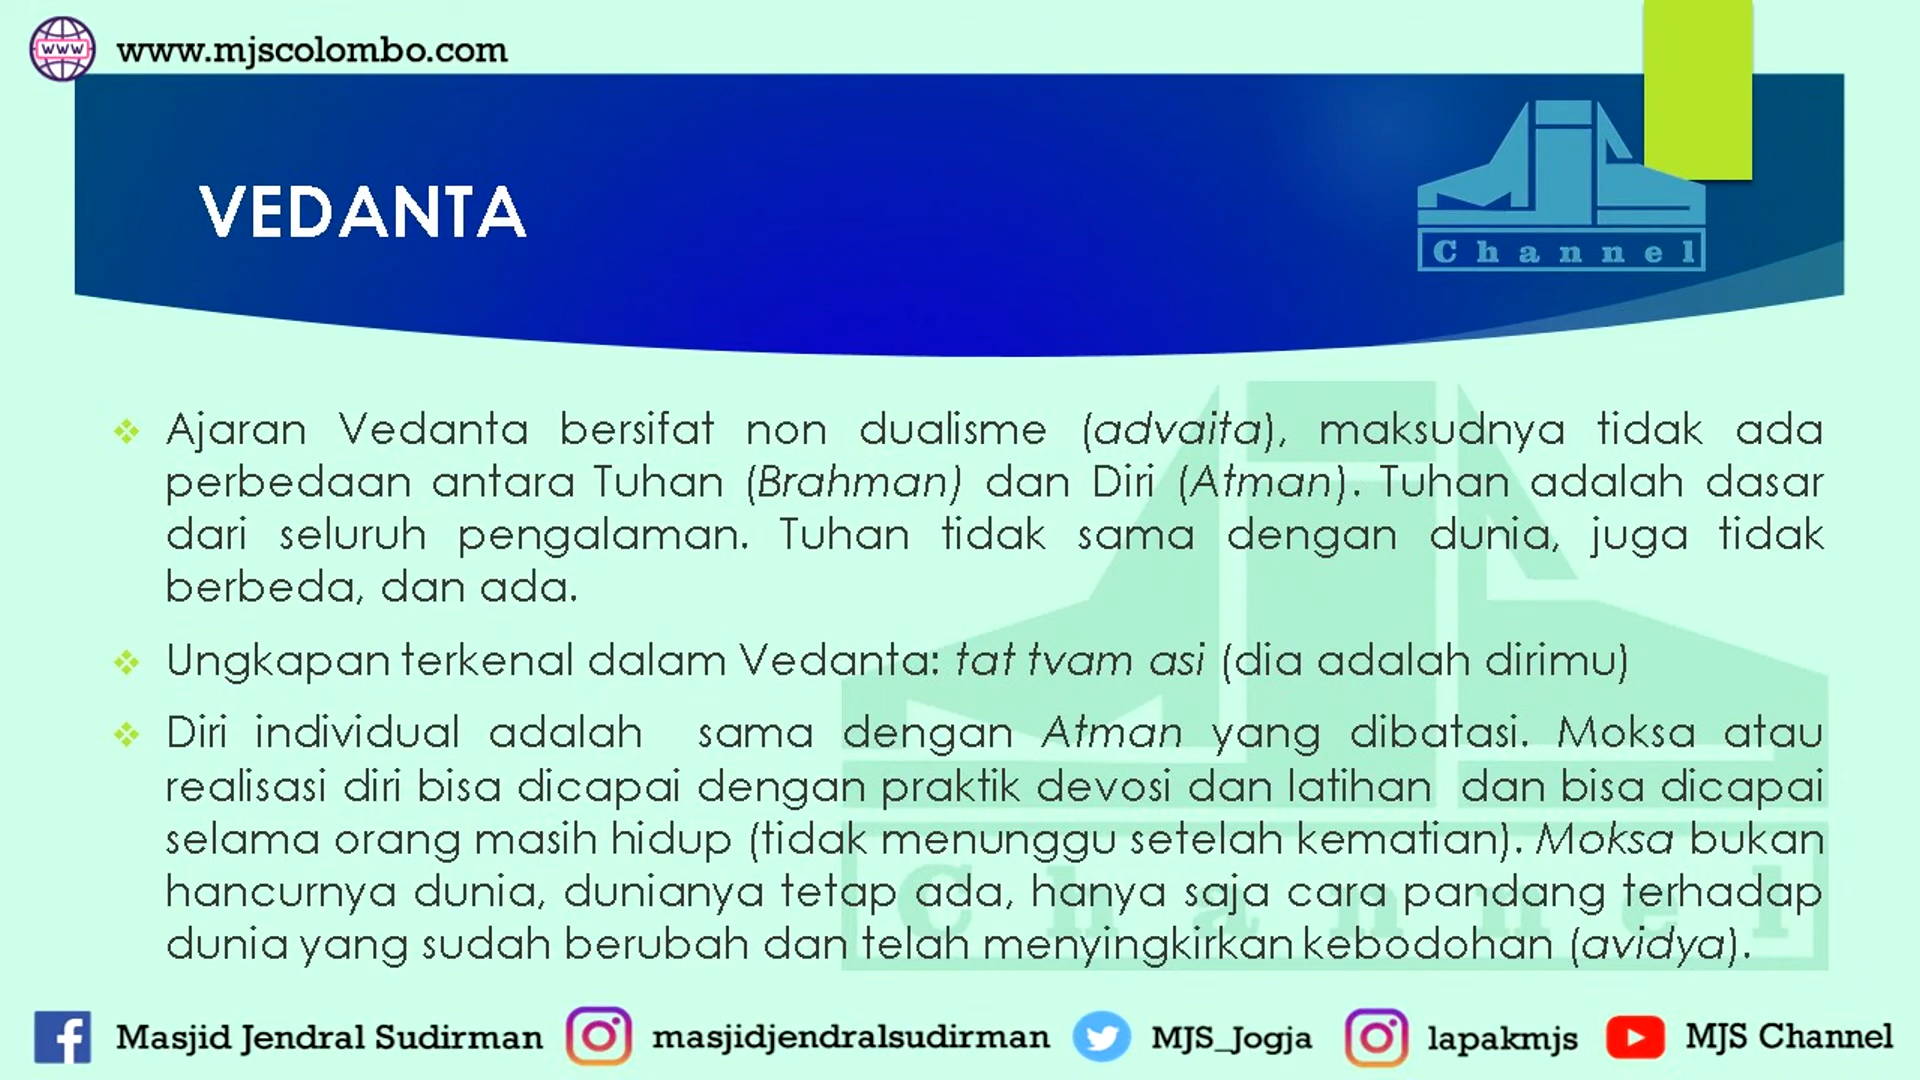 www.mjscolombo.com
VEDANTA
MJS
Channel
Ajaran Vedanta bersifat non dualisme (advaita), maksudnya tidak ada
perbedaan antara Tuhan (Brahman) dan Diri (Atman). Tuhan adalah dasar
dari seluruh pengalaman. Tuhan tidak sama dengan dunia, juga tidak
berbeda, dan ada.
Ungkapan terkenal dalam Vedanta: tat tvam asi (dia adalah dirimu)
Diri individual adalah sama dengan Atman yang dibatasi. Moksa atau
realisasi diri bisa dicapai dengan praktik devosi dan latihan dan bisa dicapai
selama orang masih hidup (tidak menunggu setelah kematian). Moksa bukan
hancurnya dunia, dunianya tetap ada, hanya saja cara pandang terhadap
dunia yang sudah berubah dan telah menyingkirkan kebodohan (avidya).
Channel
Masjid Jendral Sudirman masjidjendralsudirman MJS_Jogja lapakmjs MJS Channel